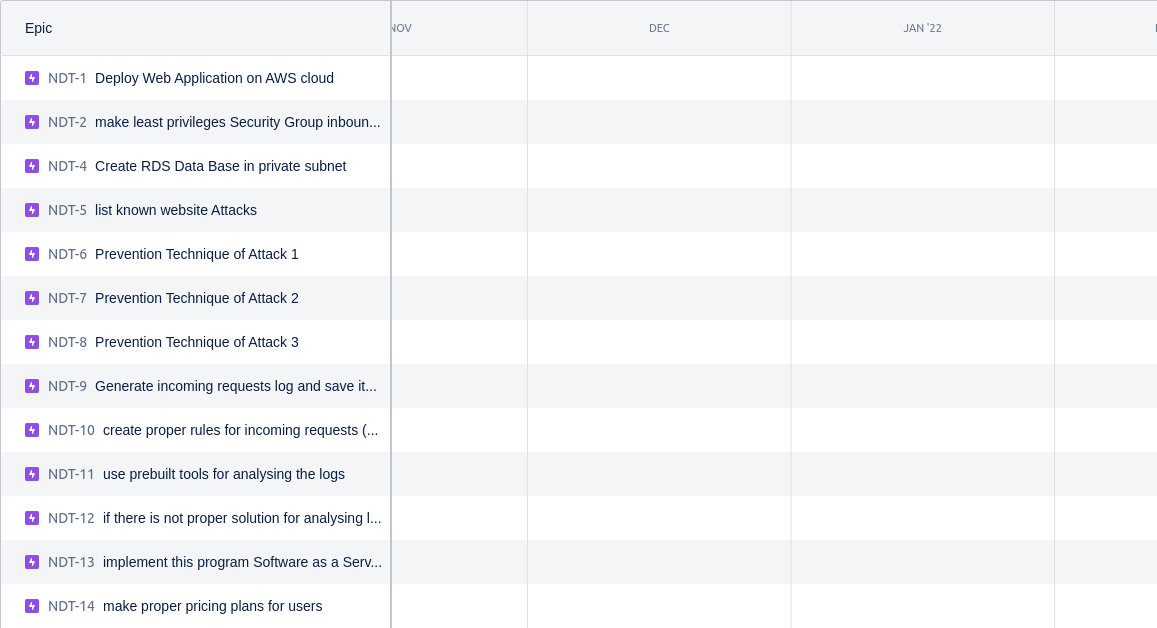 Epic
NOV DEC JAN '22
NDT-1 Deploy Web Application on AWS cloud
NDT-2 make least privileges Security Group inboun...
NDT-4 Create RDS Data Base in private subnet
NDT-5 list known website Attacks
NDT-6 Prevention Technique of Attack 1
NDT-7 Prevention Technique of Attack 2
NDT-8 Prevention Technique of Attack 3
NDT-9 Generate incoming requests log and save it...
NDT-10 create proper rules for incoming requests (...
NDT-11 use prebuilt tools for analysing the logs
NDT-12 if there is not proper solution for analysing l...
NDT-13 implement this program Software as a Serv...
NDT-14 make proper pricing plans for users